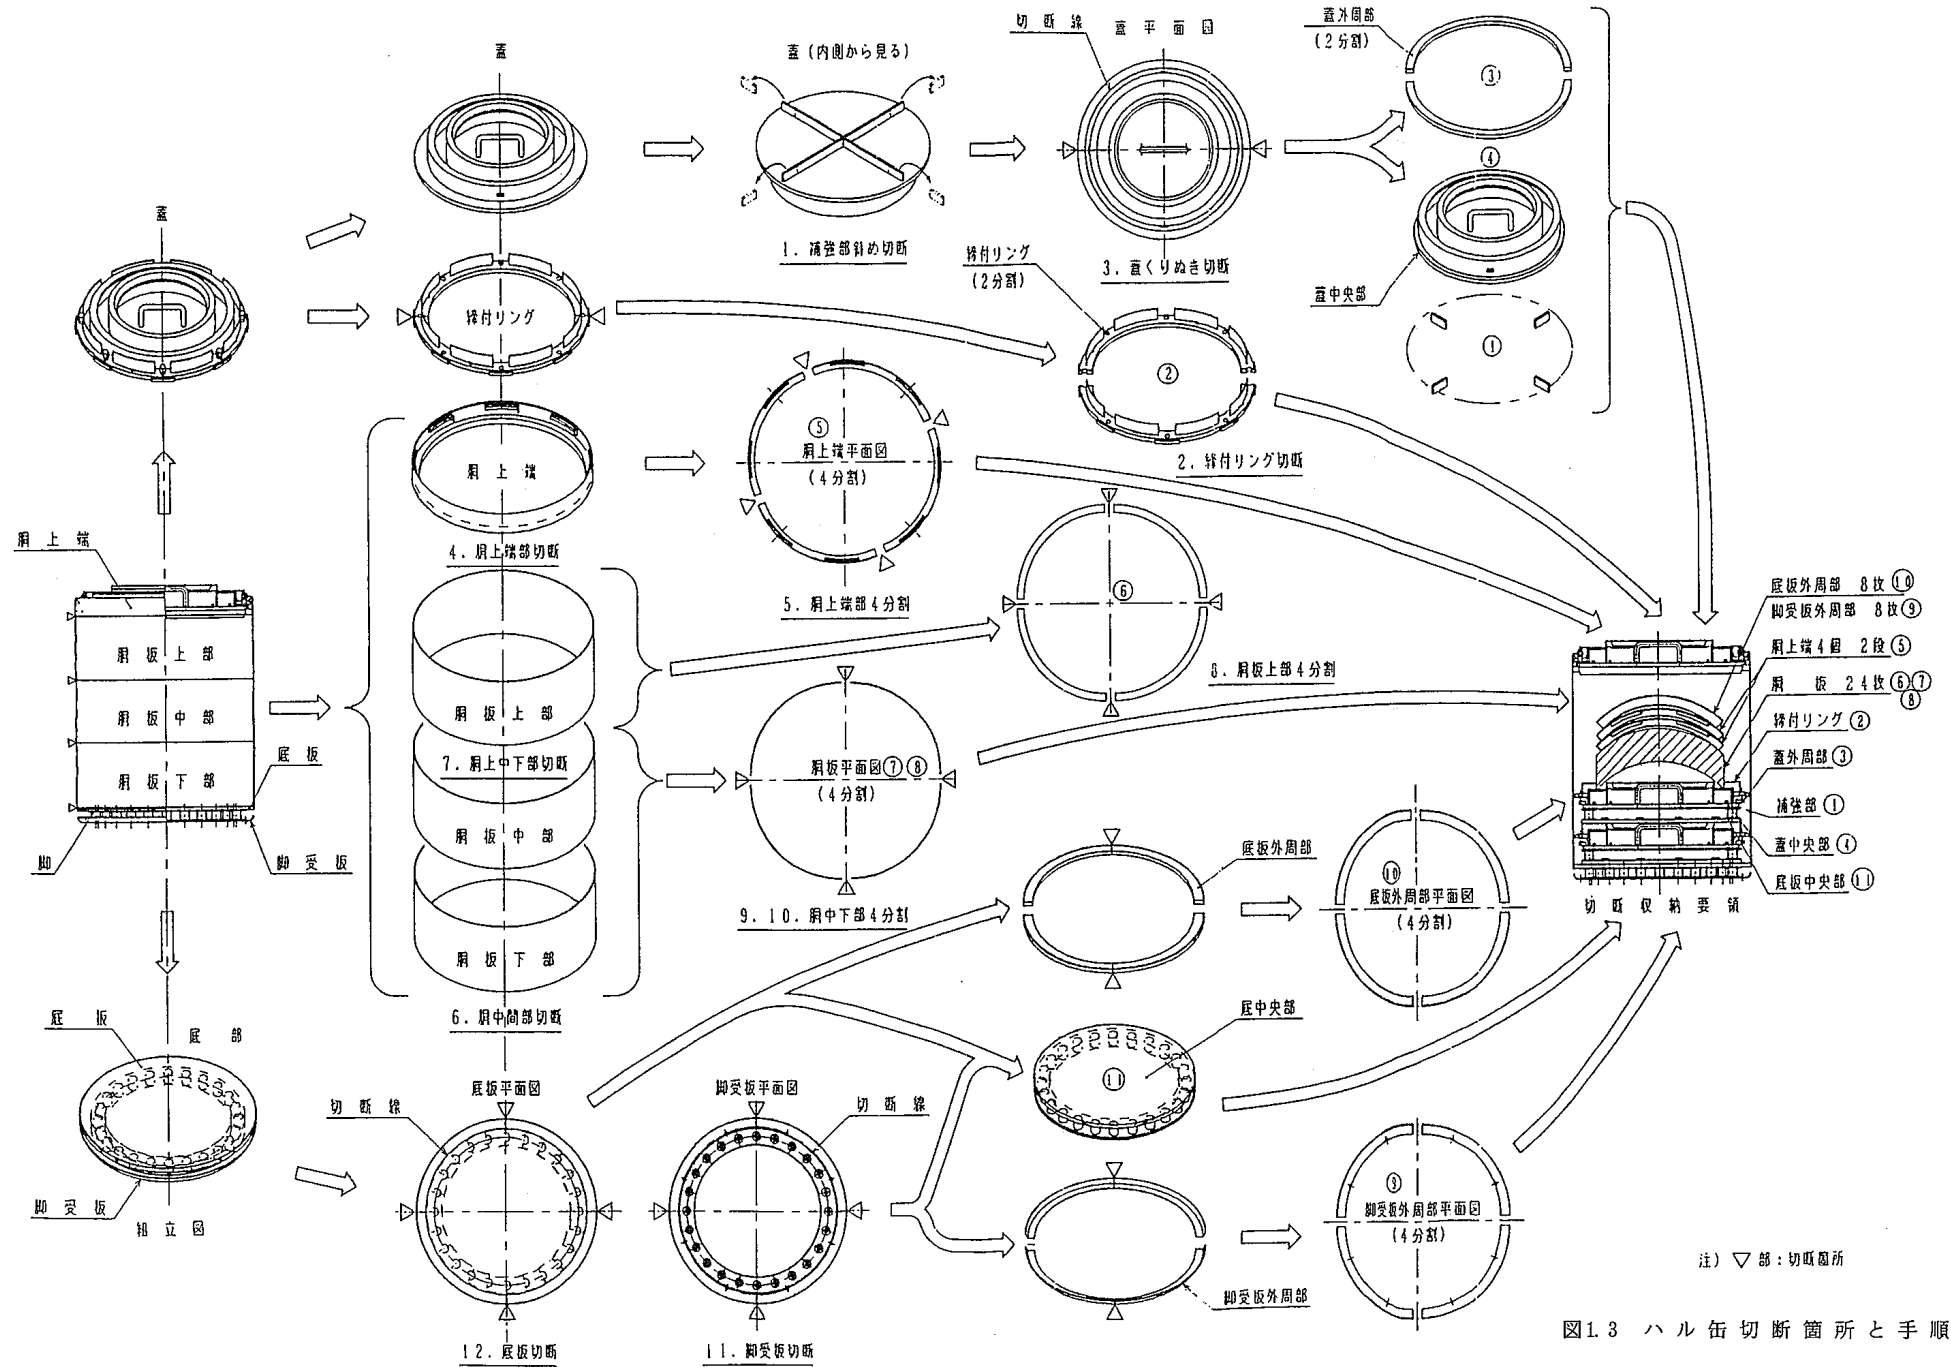 蓋
蓋
蓋（内側から見る）
切断線
蓋平面図
蓋外周部
（２分割）
③
④
蓋中央部
①
1．補強部斜め切断
3．蓋くりぬき切断
締付リング
締付リング
（２分割）
②
2．締付リング切断
胴上端
胴上端
4．胴上端部切断
⑤
胴上端平面図
（４分割）
5．胴上端部４分割
⑥
8．胴板上部４分割
胴板上部
胴板中部
胴板下部
底板
脚
脚受板
胴板上部
7．胴上中下部切断
胴板中部
胴板下部
6．胴中間部切断
胴板平面図⑦⑧
（４分割）
9．10．胴中下部４分割
底板外周部
⑩
底板外周部平面図
（４分割）
底板外周部 8枚⑩
脚受板外周部 8枚⑨
胴上端4個 2段⑤
胴板 24枚⑥⑦
⑧
締付リング②
蓋外周部③
補強部①
蓋中央部④
底板中央部⑪
切断収納要領
底板
底部
脚受板
組立図
底板平面図
切断線
12．底板切断
脚受板平面図
切断線
11．脚受板切断
底中央部
⑪
脚受板外周部
⑨
脚受板外周部平面図
（４分割）
注）▽部：切断箇所
図1.3 ハル缶切断箇所と手順